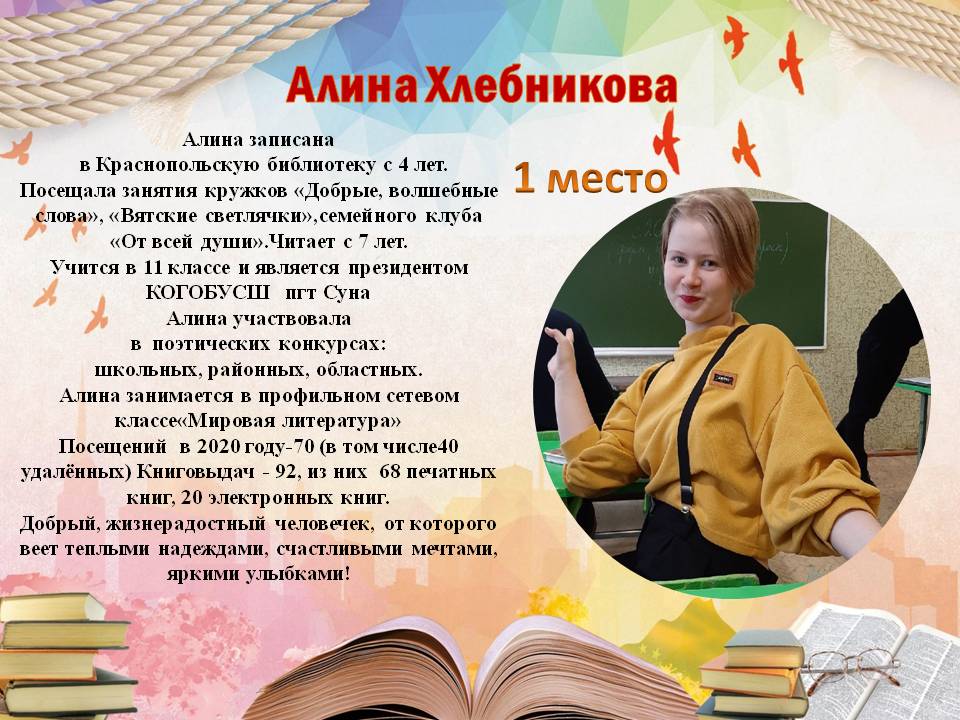 Алина Хлебникова
Алина записана
в Краснопольскую библиотеку с 4 лет.
Посещала занятия кружков «Добрые, волшебные
слова», «Вятские светлячки»,семейного клуба
«От всей души».Читает с 7 лет.
Учится в 11 классе и является президентом
КОГОБУСШ пгт Суна
Алина участвовала
в поэтических конкурсах:
школьных, районных, областных.
Алина занимается в профильном сетевом
классе«Мировая литература»
Посещений в 2020 году-70 (в том числе40
удалённых) Книговыдач - 92, из них 68 печатных
книг, 20 электронных книг.
Добрый, жизнерадостный человечек, от которого
веет теплыми надеждами, счастливыми мечтами,
яркими улыбками!
1 место